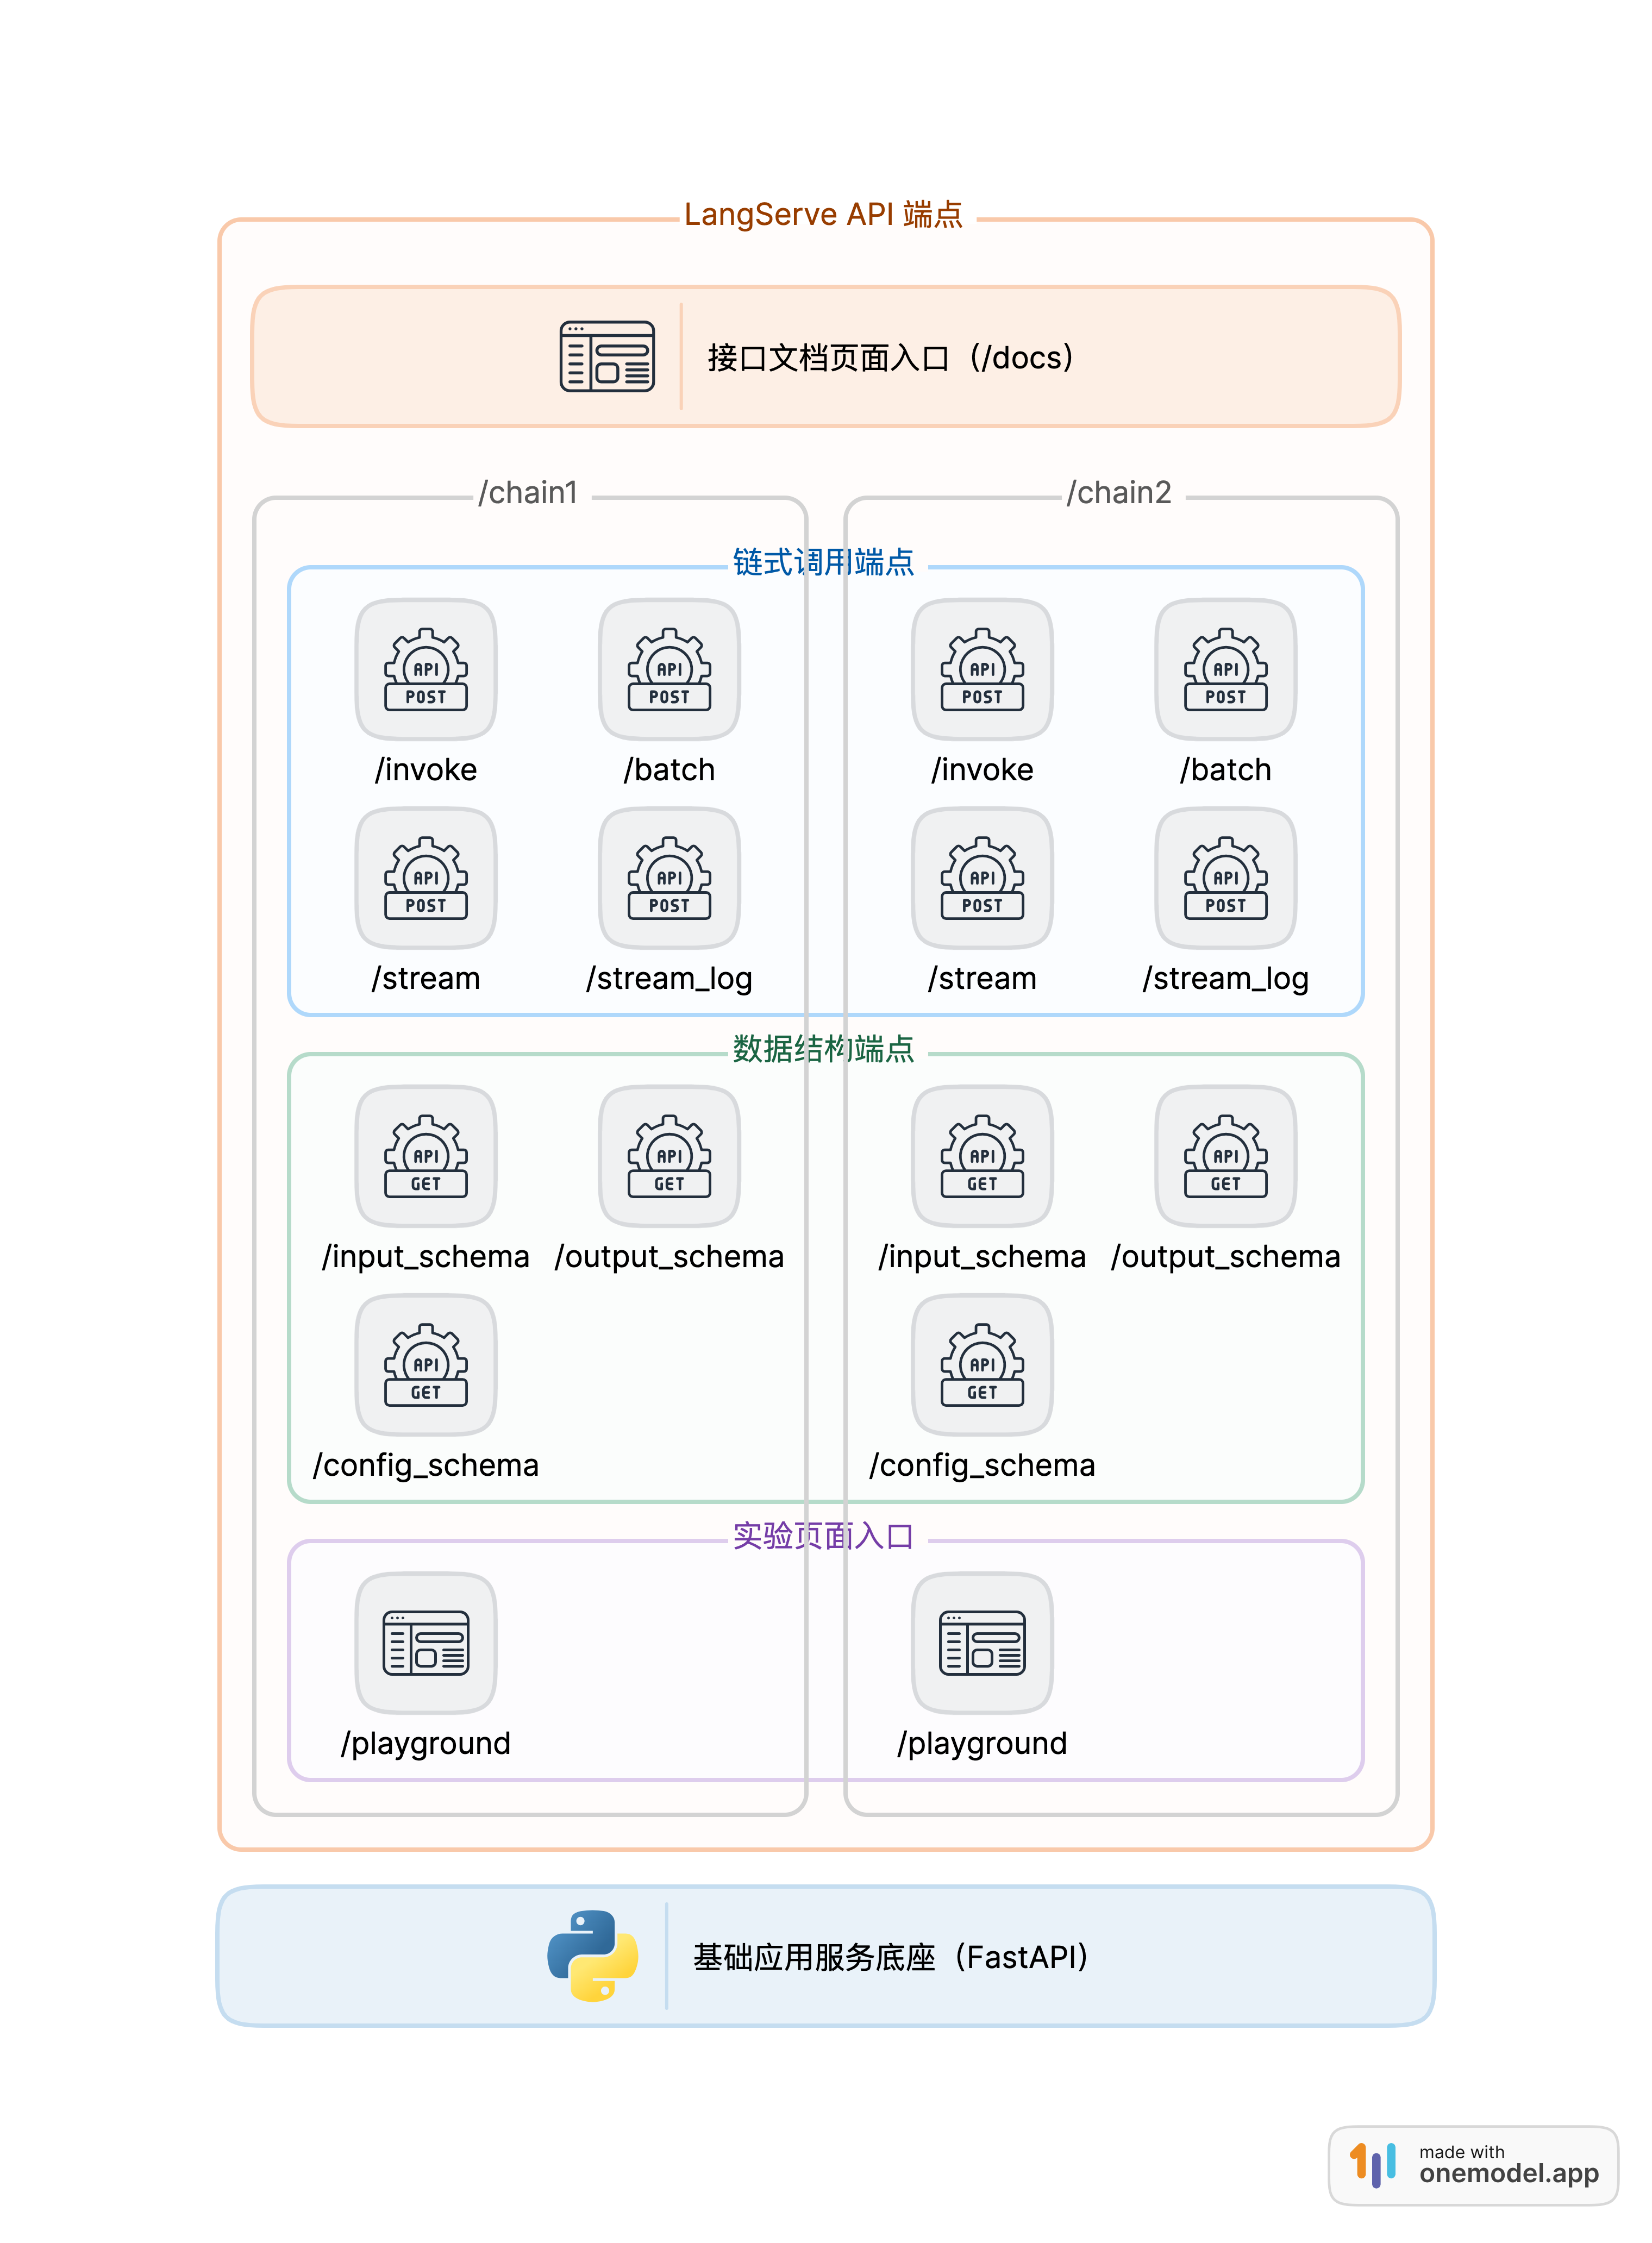 LangServe API 端点
接口文档页面入口（/docs）
/chain1
/chain2
链式调用端点
API
POST
API
POST
API
POST
API
POST
/invoke
/batch
/invoke
/batch
API
POST
API
POST
API
POST
API
POST
/stream
/stream_log
/stream
/stream_log
数据结构端点
API
GET
API
GET
API
GET
API
GET
/input_schema
/output_schema
/input_schema
/output_schema
API
GET
API
GET
/config_schema
/config_schema
实验页面入口
/playground
/playground
基础应用服务底座（FastAPI）
made with
onemodel.app